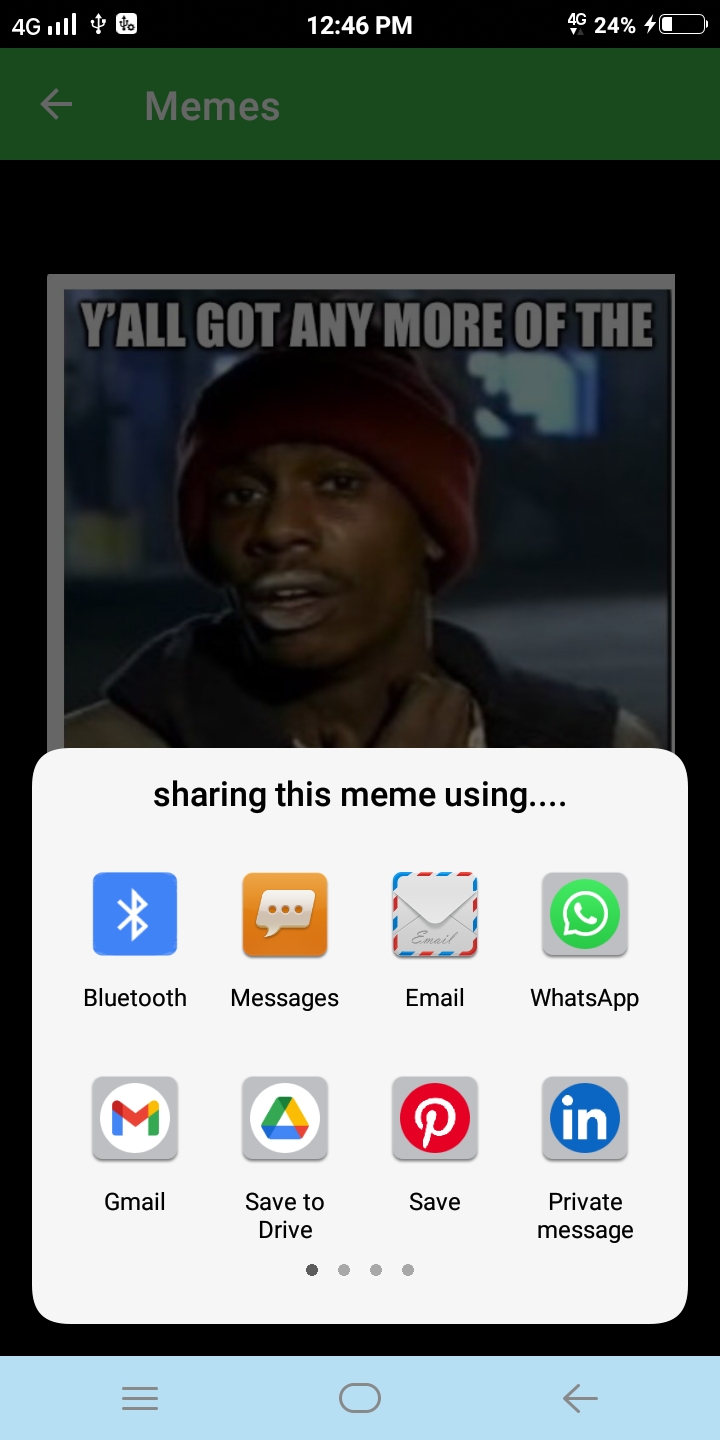 4G 12:46 PM 4G 24%
Memes
Y'ALL GOT ANY MORE OF THE
sharing this meme using....
Bluetooth Messages Email WhatsApp
Gmail Save to Drive Save Private message